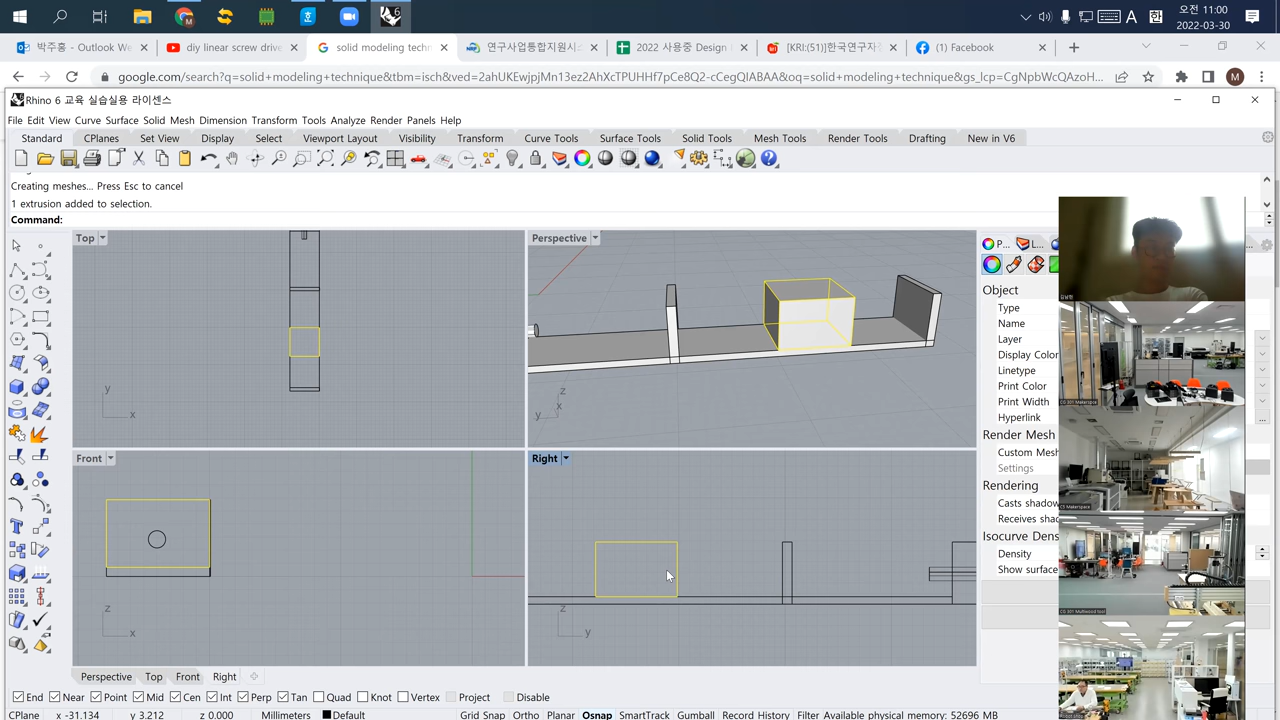 오전 11:00
2022-03-30
A 한
박주홍 - Outlook We
diy linear screw drive
solid modeling techn
연구사업통합지원시스
2022 사용중 Design
[KRI:(51)]한국연구자
(1) Facebook
google.com/search?q=solid+modeling+technique&tbm=isch&ved=2ahUKEwjpjMn13ez2AhXcTPUHHf7pCe8Q2-cCegQIABAA&oq=solid+modeling+technique&gs_lcp=CgNpbWcQAzoH...
M
Rhino 6 교육 실습실용 라이센스
File Edit View Curve Surface Solid Mesh Dimension Transform Tools Analyze Render Panels Help
Standard CPlanes Set View Display Select Viewport Layout Visibility Transform Curve Tools Surface Tools Solid Tools Mesh Tools Render Tools Drafting New in V6
Creating meshes... Press Esc to cancel
1 extrusion added to selection.
Command:
Top
y
x
Perspective
z
x
y
Front
z
x
Right
z
y
P... L...
Object
Type
Name
Layer
Display Color
Linetype
Print Color
Print Width
Hyperlink
Render Mesh
Custom Mesh
Settings
Rendering
Casts shadow
Receives shad
Isocurve Dens
Density
Show surface
Perspective Top Front Right
End Near Point Mid Cen Int Perp Tan Quad Knot Vertex Project Disable
CPlane x -31.134 y 3.212 z 0.000 Millimeters Default Grid Snap Ortho Planar Osnap SmartTrack Gumball Record History Filter Available physical memory: 52696 MB